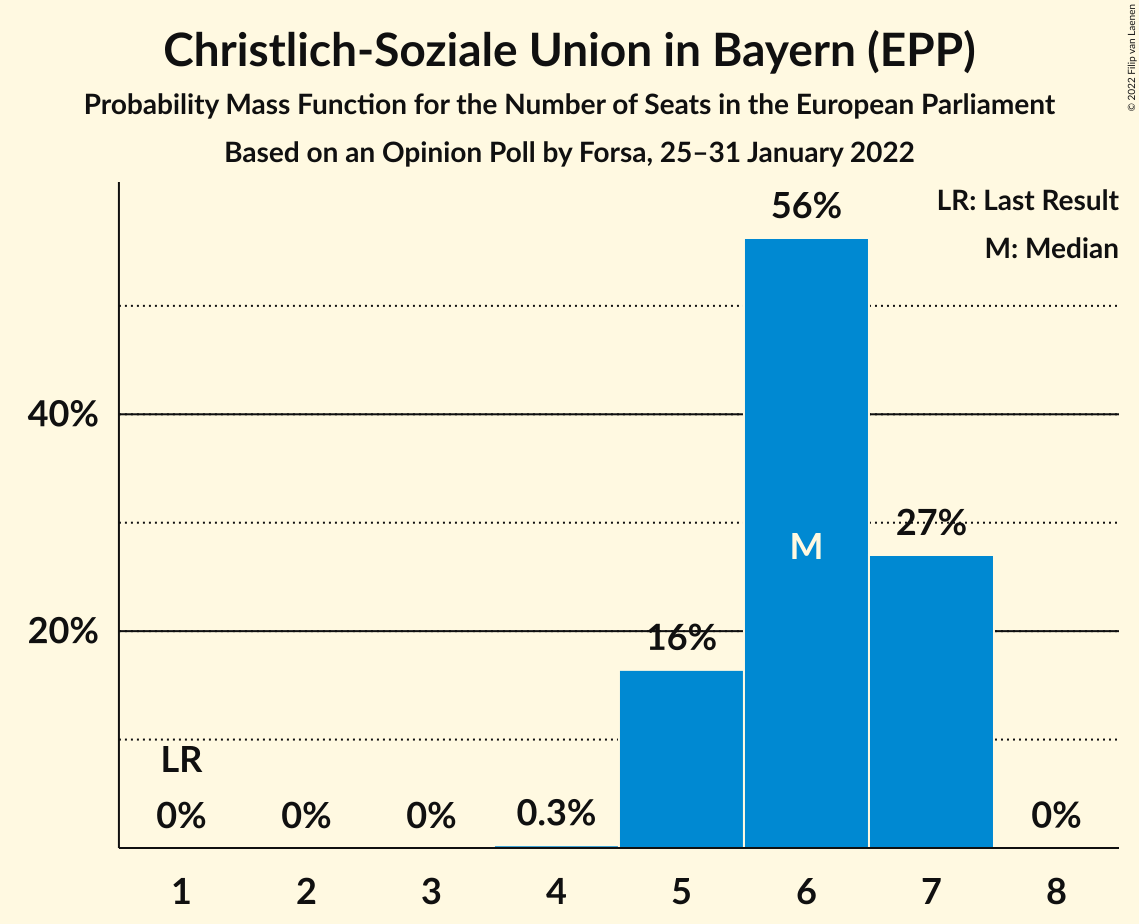 Christlich-Soziale Union in Bayern (EPP)
Probability Mass Function for the Number of Seats in the European Parliament
Based on an Opinion Poll by Forsa, 25–31 January 2022
© 2022 Filip van Laenen
LR: Last Result
M: Median
56%
40%
27%
M
20%
16%
LR
0%
0%
0%
0.3%
0%
1
2
3
4
5
6
7
8